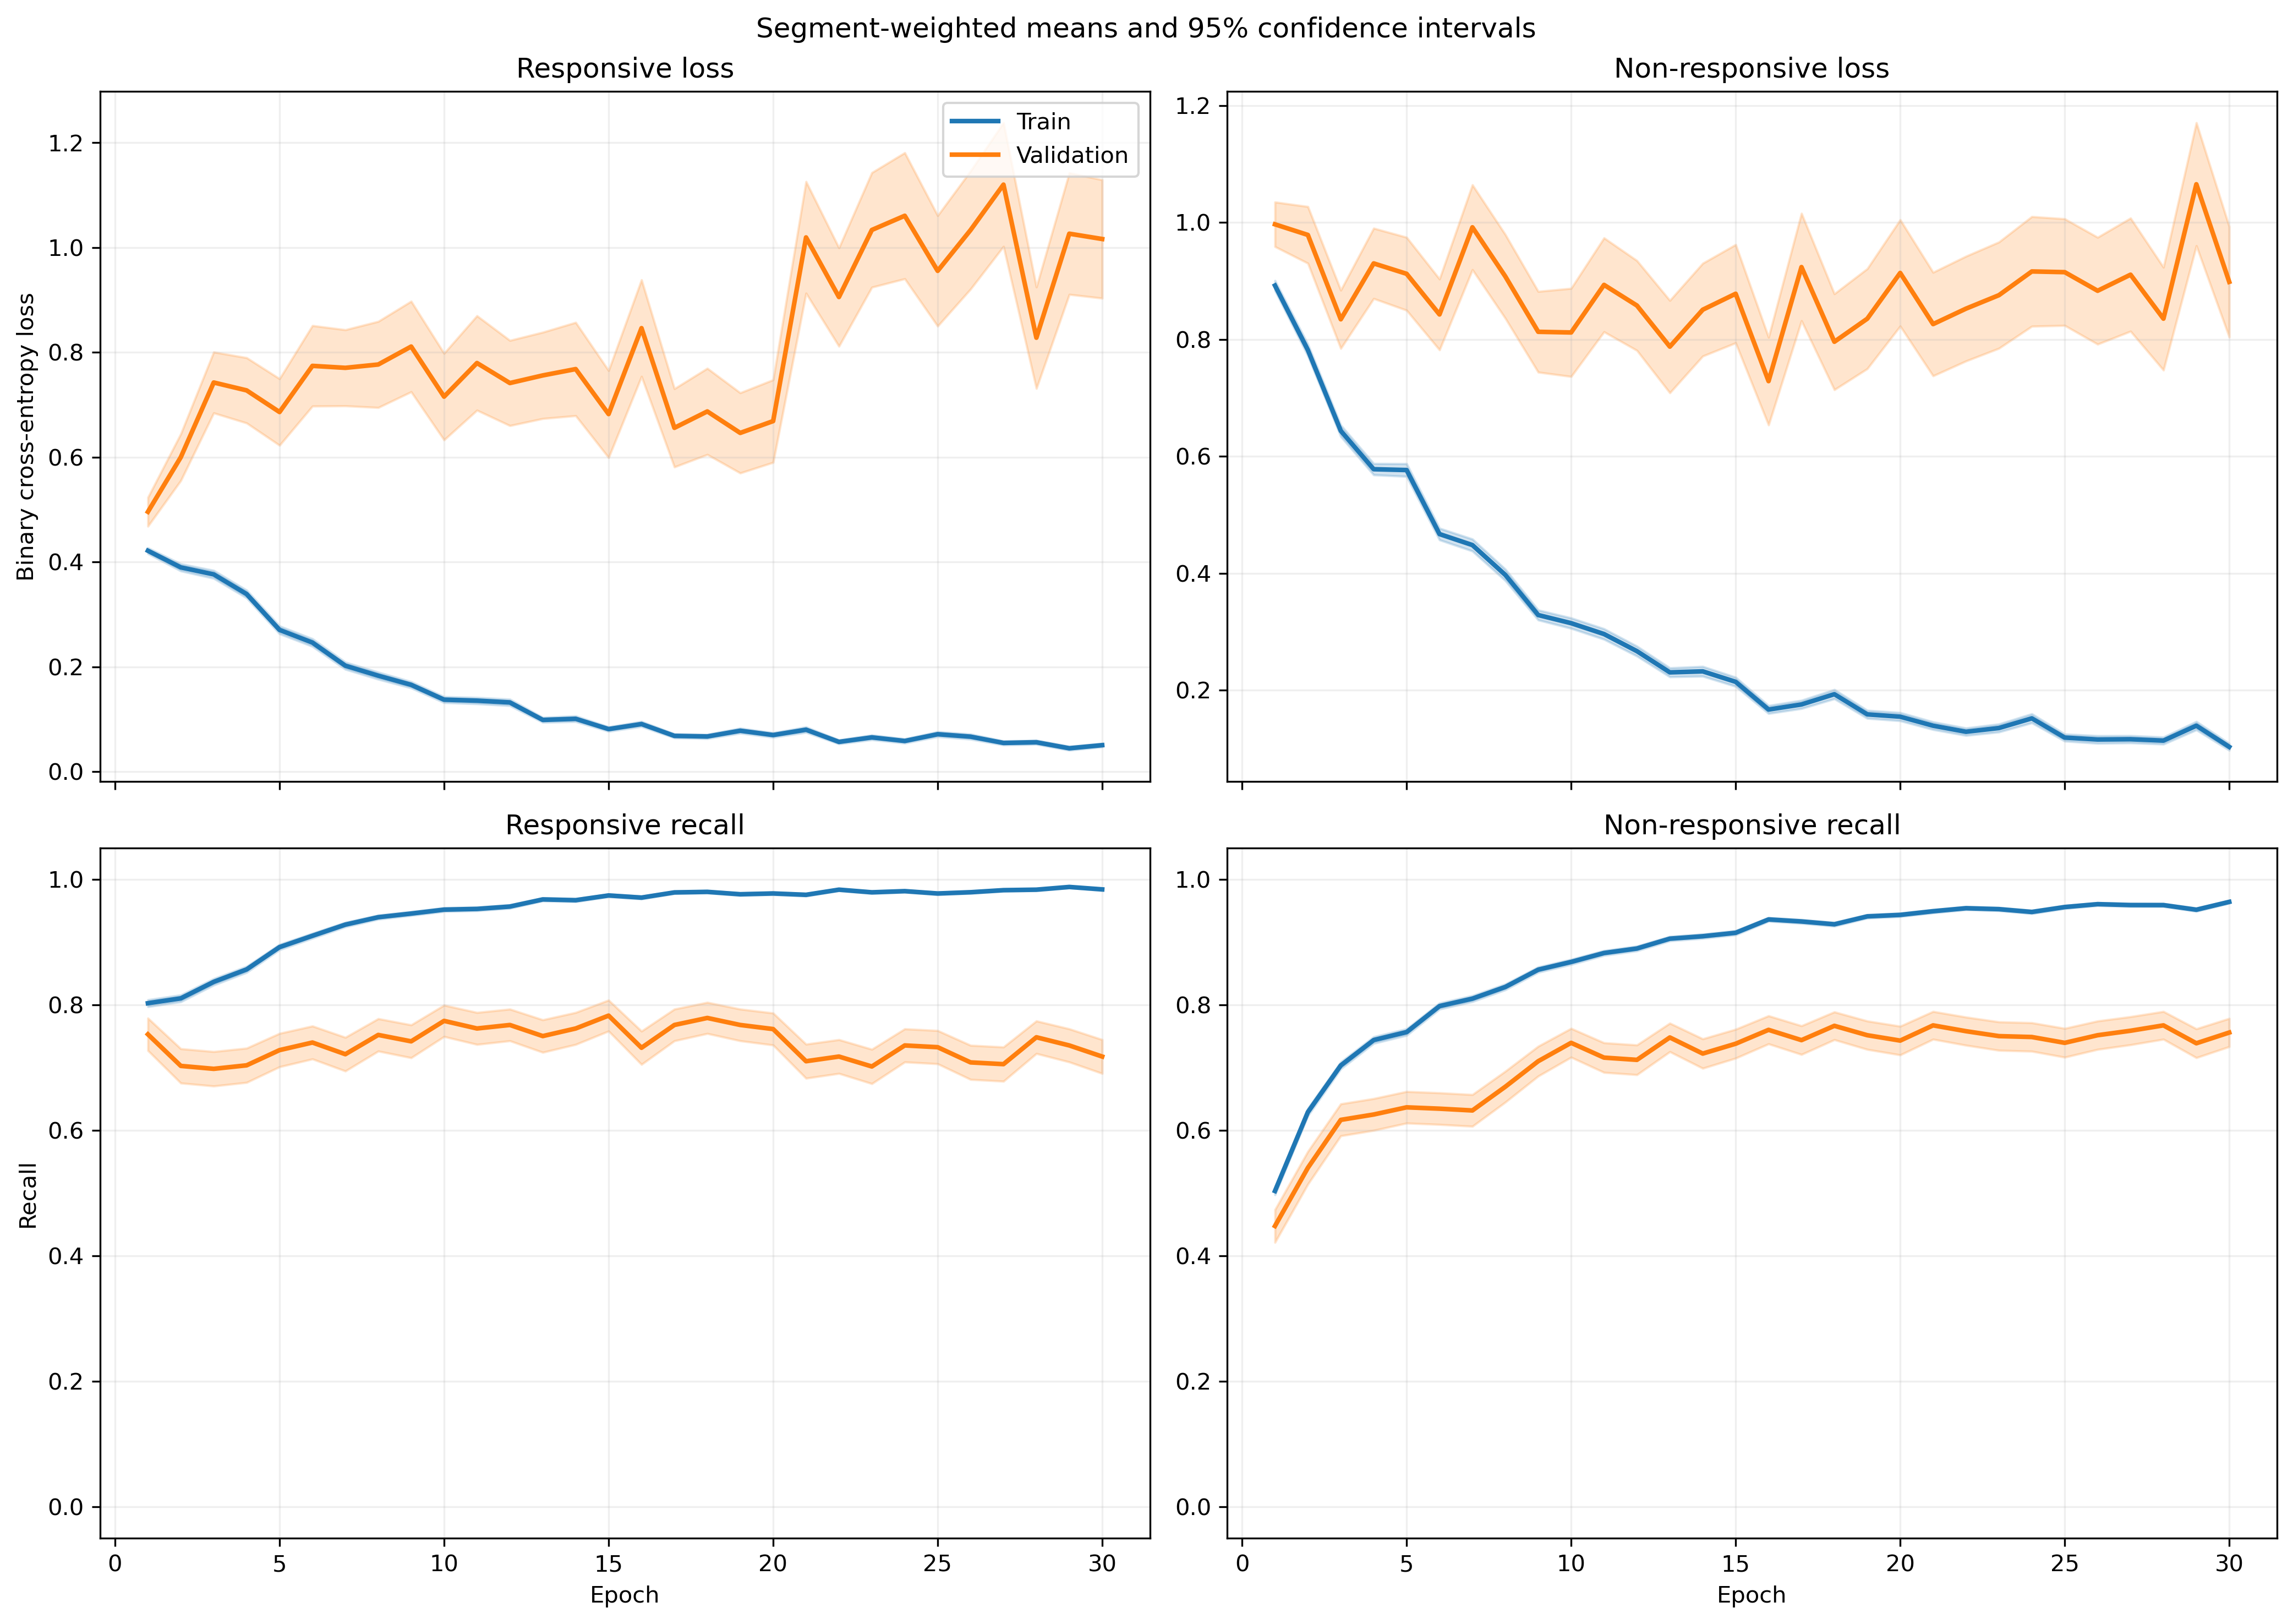 Segment-weighted means and 95% confidence intervals
Responsive loss
Non-responsive loss
Train
Validation
Binary cross-entropy loss
1.2
1.0
0.8
0.6
0.4
0.2
0.0
1.2
1.0
0.8
0.6
0.4
0.2
Responsive recall
Non-responsive recall
Recall
1.0
0.8
0.6
0.4
0.2
0.0
1.0
0.8
0.6
0.4
0.2
0.0
0 5 10 15 20 25 30
0 5 10 15 20 25 30
Epoch
Epoch